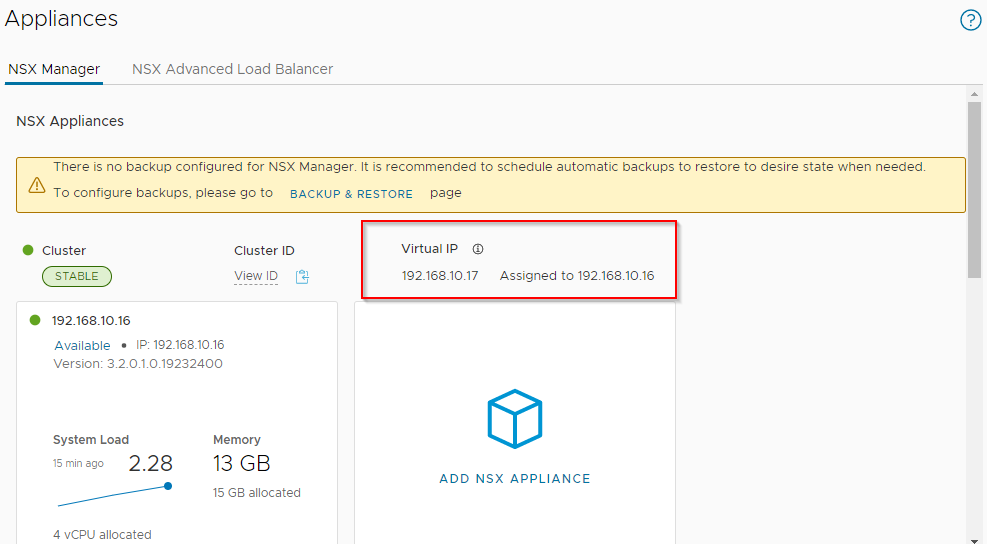 Appliances
?
NSX Manager NSX Advanced Load Balancer
NSX Appliances
There is no backup configured for NSX Manager. It is recommended to schedule automatic backups to restore to desire state when needed.
To configure backups, please go to BACKUP & RESTORE page
Cluster
STABLE
Cluster ID
View ID
Virtual IP
192.168.10.17 Assigned to 192.168.10.16
192.168.10.16
Available • IP: 192.168.10.16
Version: 3.2.0.1.0.19232400
System Load
15 min ago 2.28
Memory
13 GB
15 GB allocated
4 vCPU allocated
ADD NSX APPLIANCE